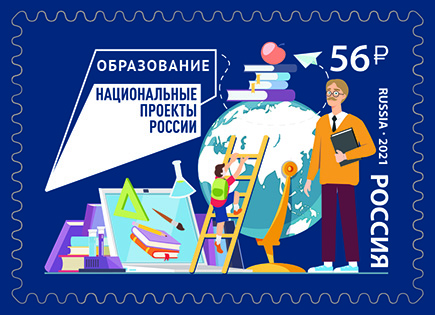 ОБРАЗОВАНИЕ
НАЦИОНАЛЬНЫЕ
ПРОЕКТЫ
РОССИИ
56 ₽
RUSSIA • 2021
РОССИЯ